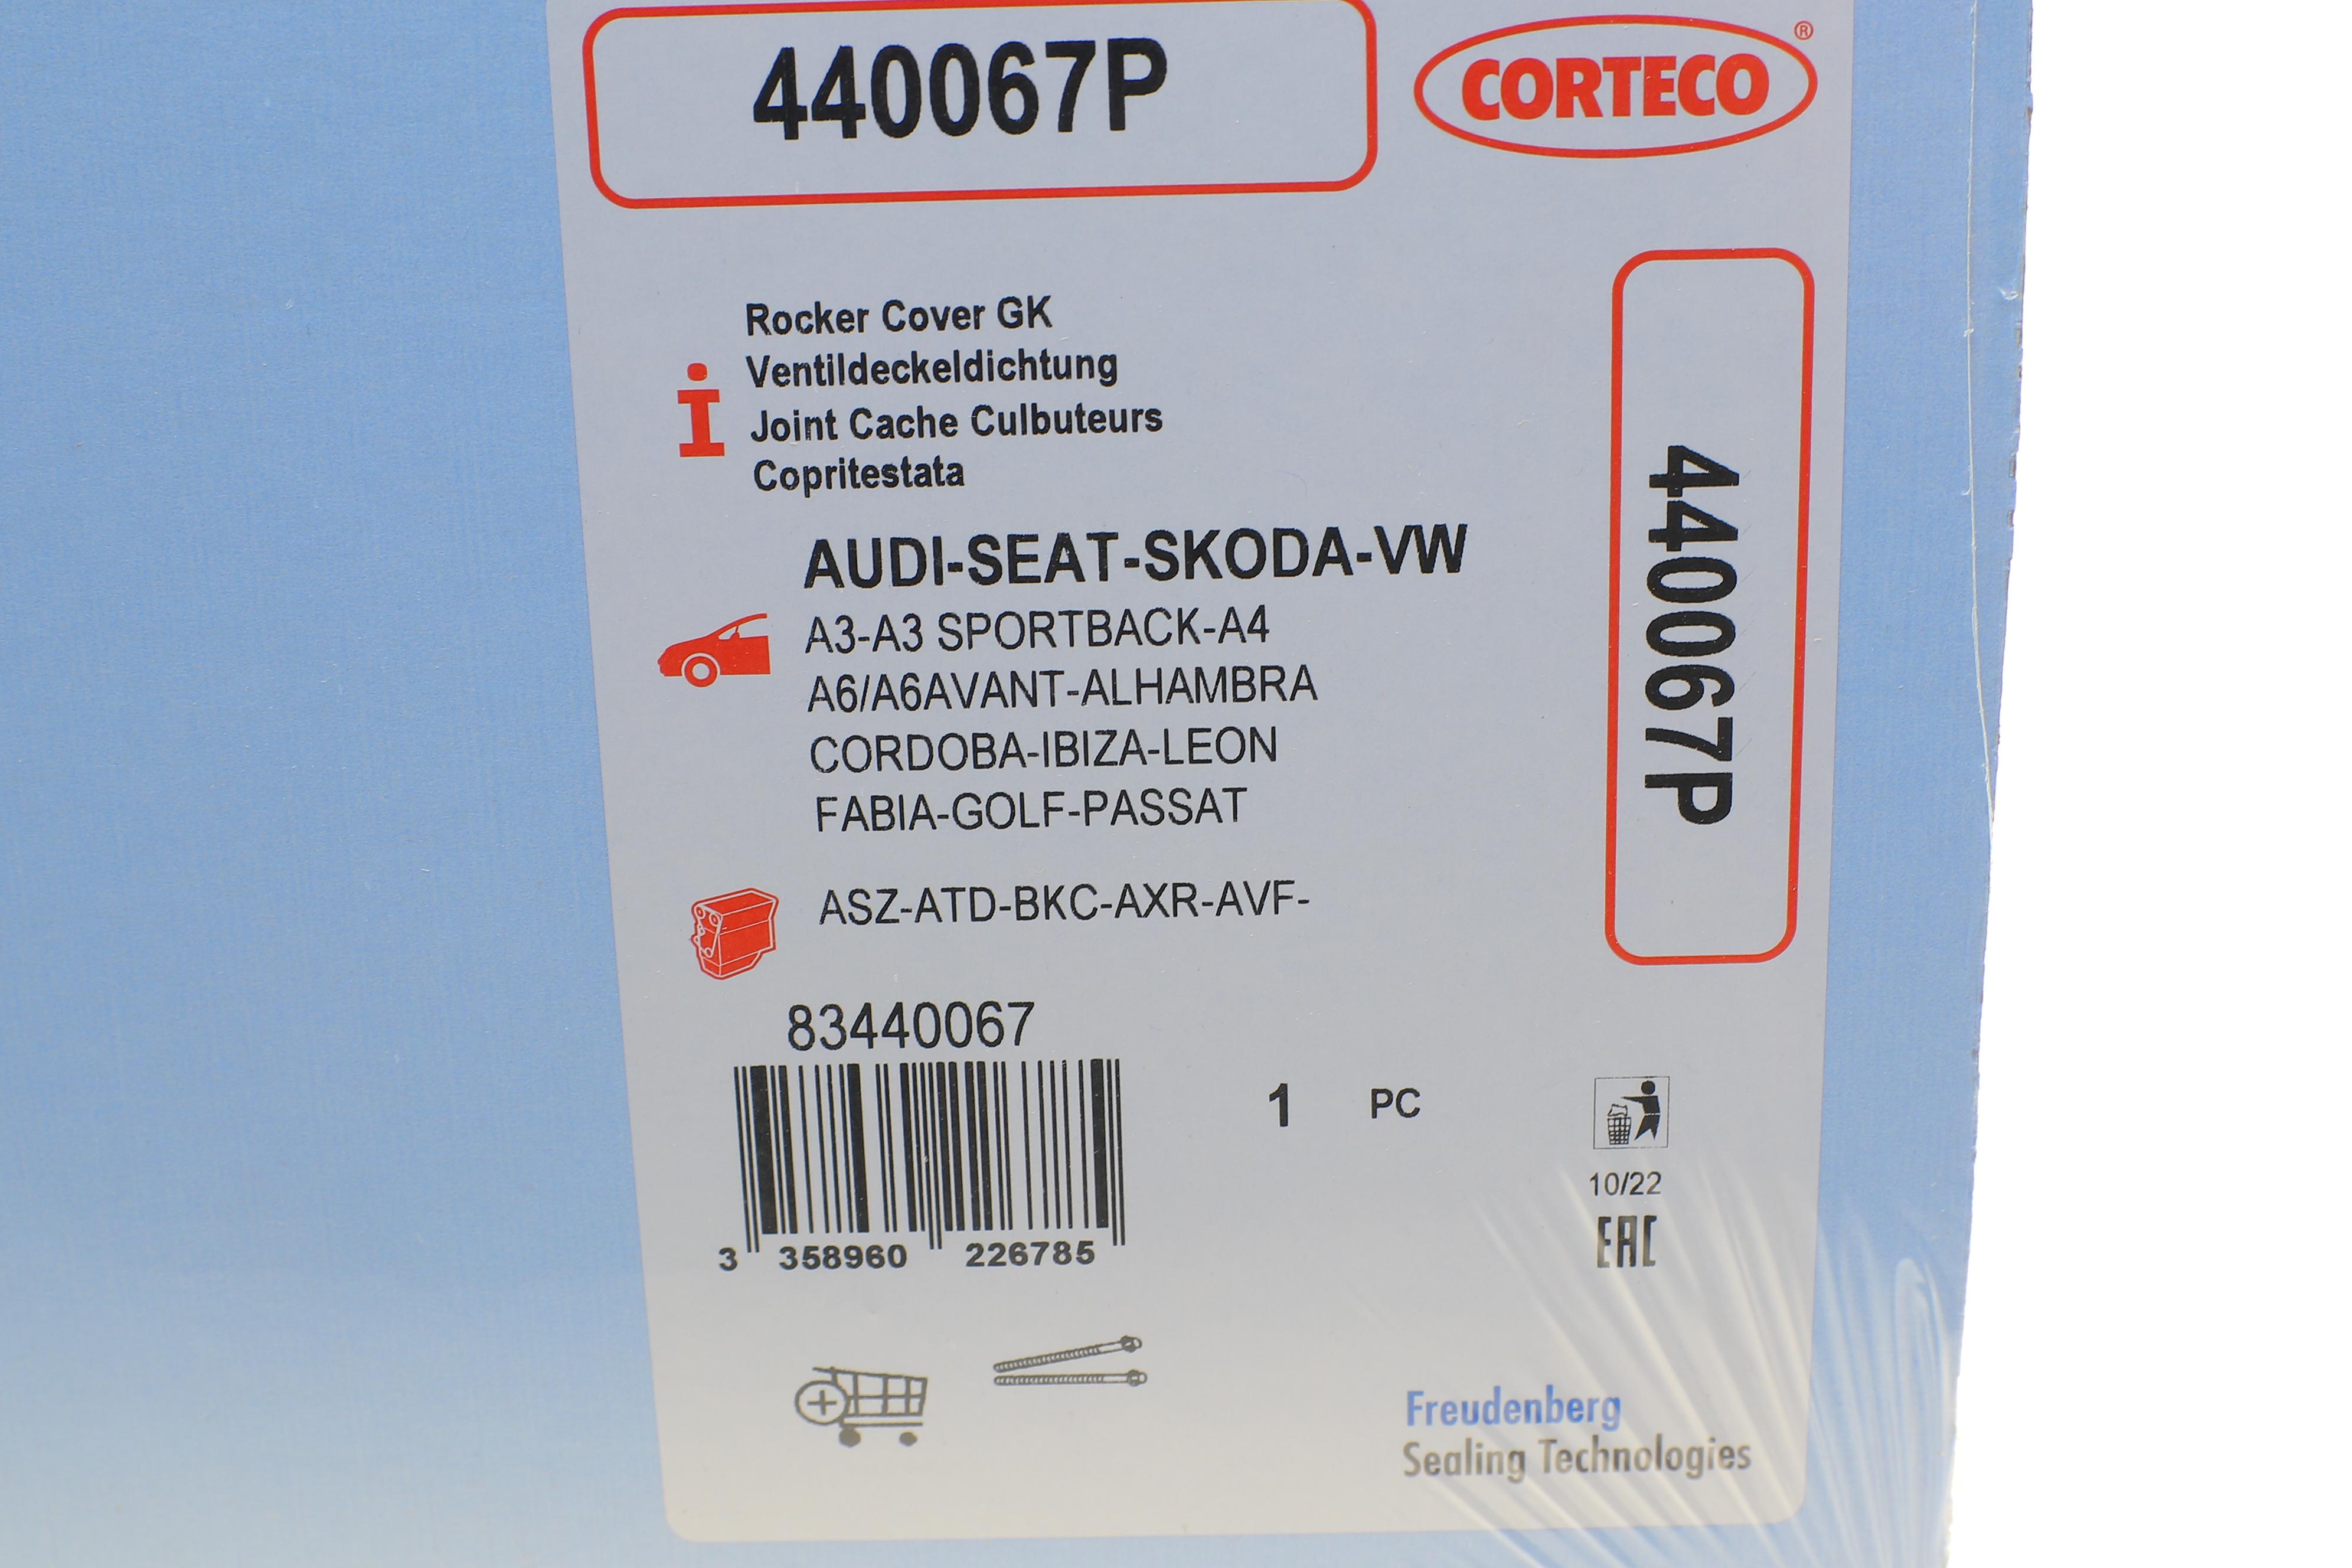 440067P
CORTECO®
Rocker Cover GK
Ventildeckeldichtung
Joint Cache Culbuteurs
Copritestata
AUDI-SEAT-SKODA-VW
A3-A3 SPORTBACK-A4
A6/A6AVANT-ALHAMBRA
CORDOBA-IBIZA-LEON
FABIA-GOLF-PASSAT
440067P
ASZ-ATD-BKC-AXR-AVF-
83440067
3 358960 226785
1 PC
10/22
EAC
Freudenberg
Sealing Technologies